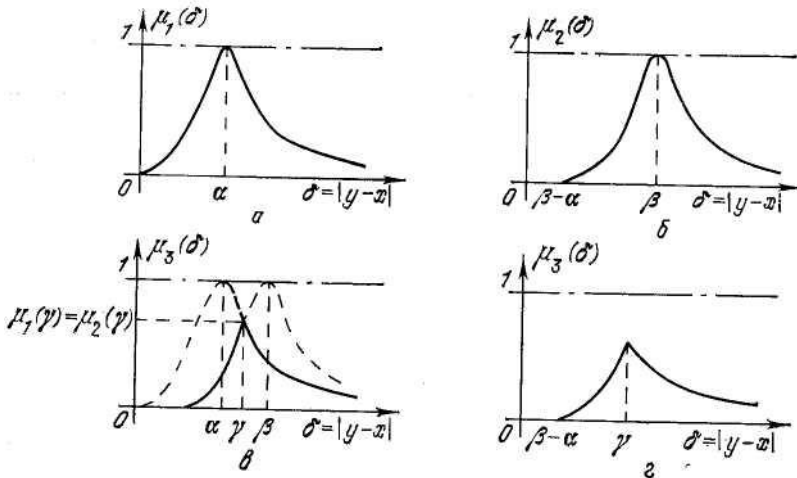 1
μ₁(δ)
0
α
δ=|y-x|
а
1
μ₂(δ)
0
β-α
β
δ=|y-x|
б
1
μ₃(δ)
μ₁(γ)=μ₂(γ)
0
α γ β
δ=|y-x|
в
1
μ₃(δ)
0
β-α
γ
δ=|y-x|
г